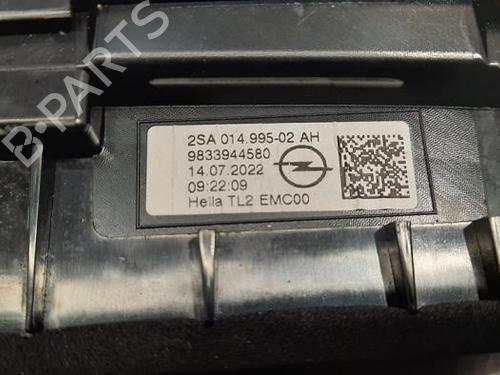 B-PARTS
2SA 014.995-02 AH
9833944580
14.07.2022
09:22:09
Hella TL2 EMC00